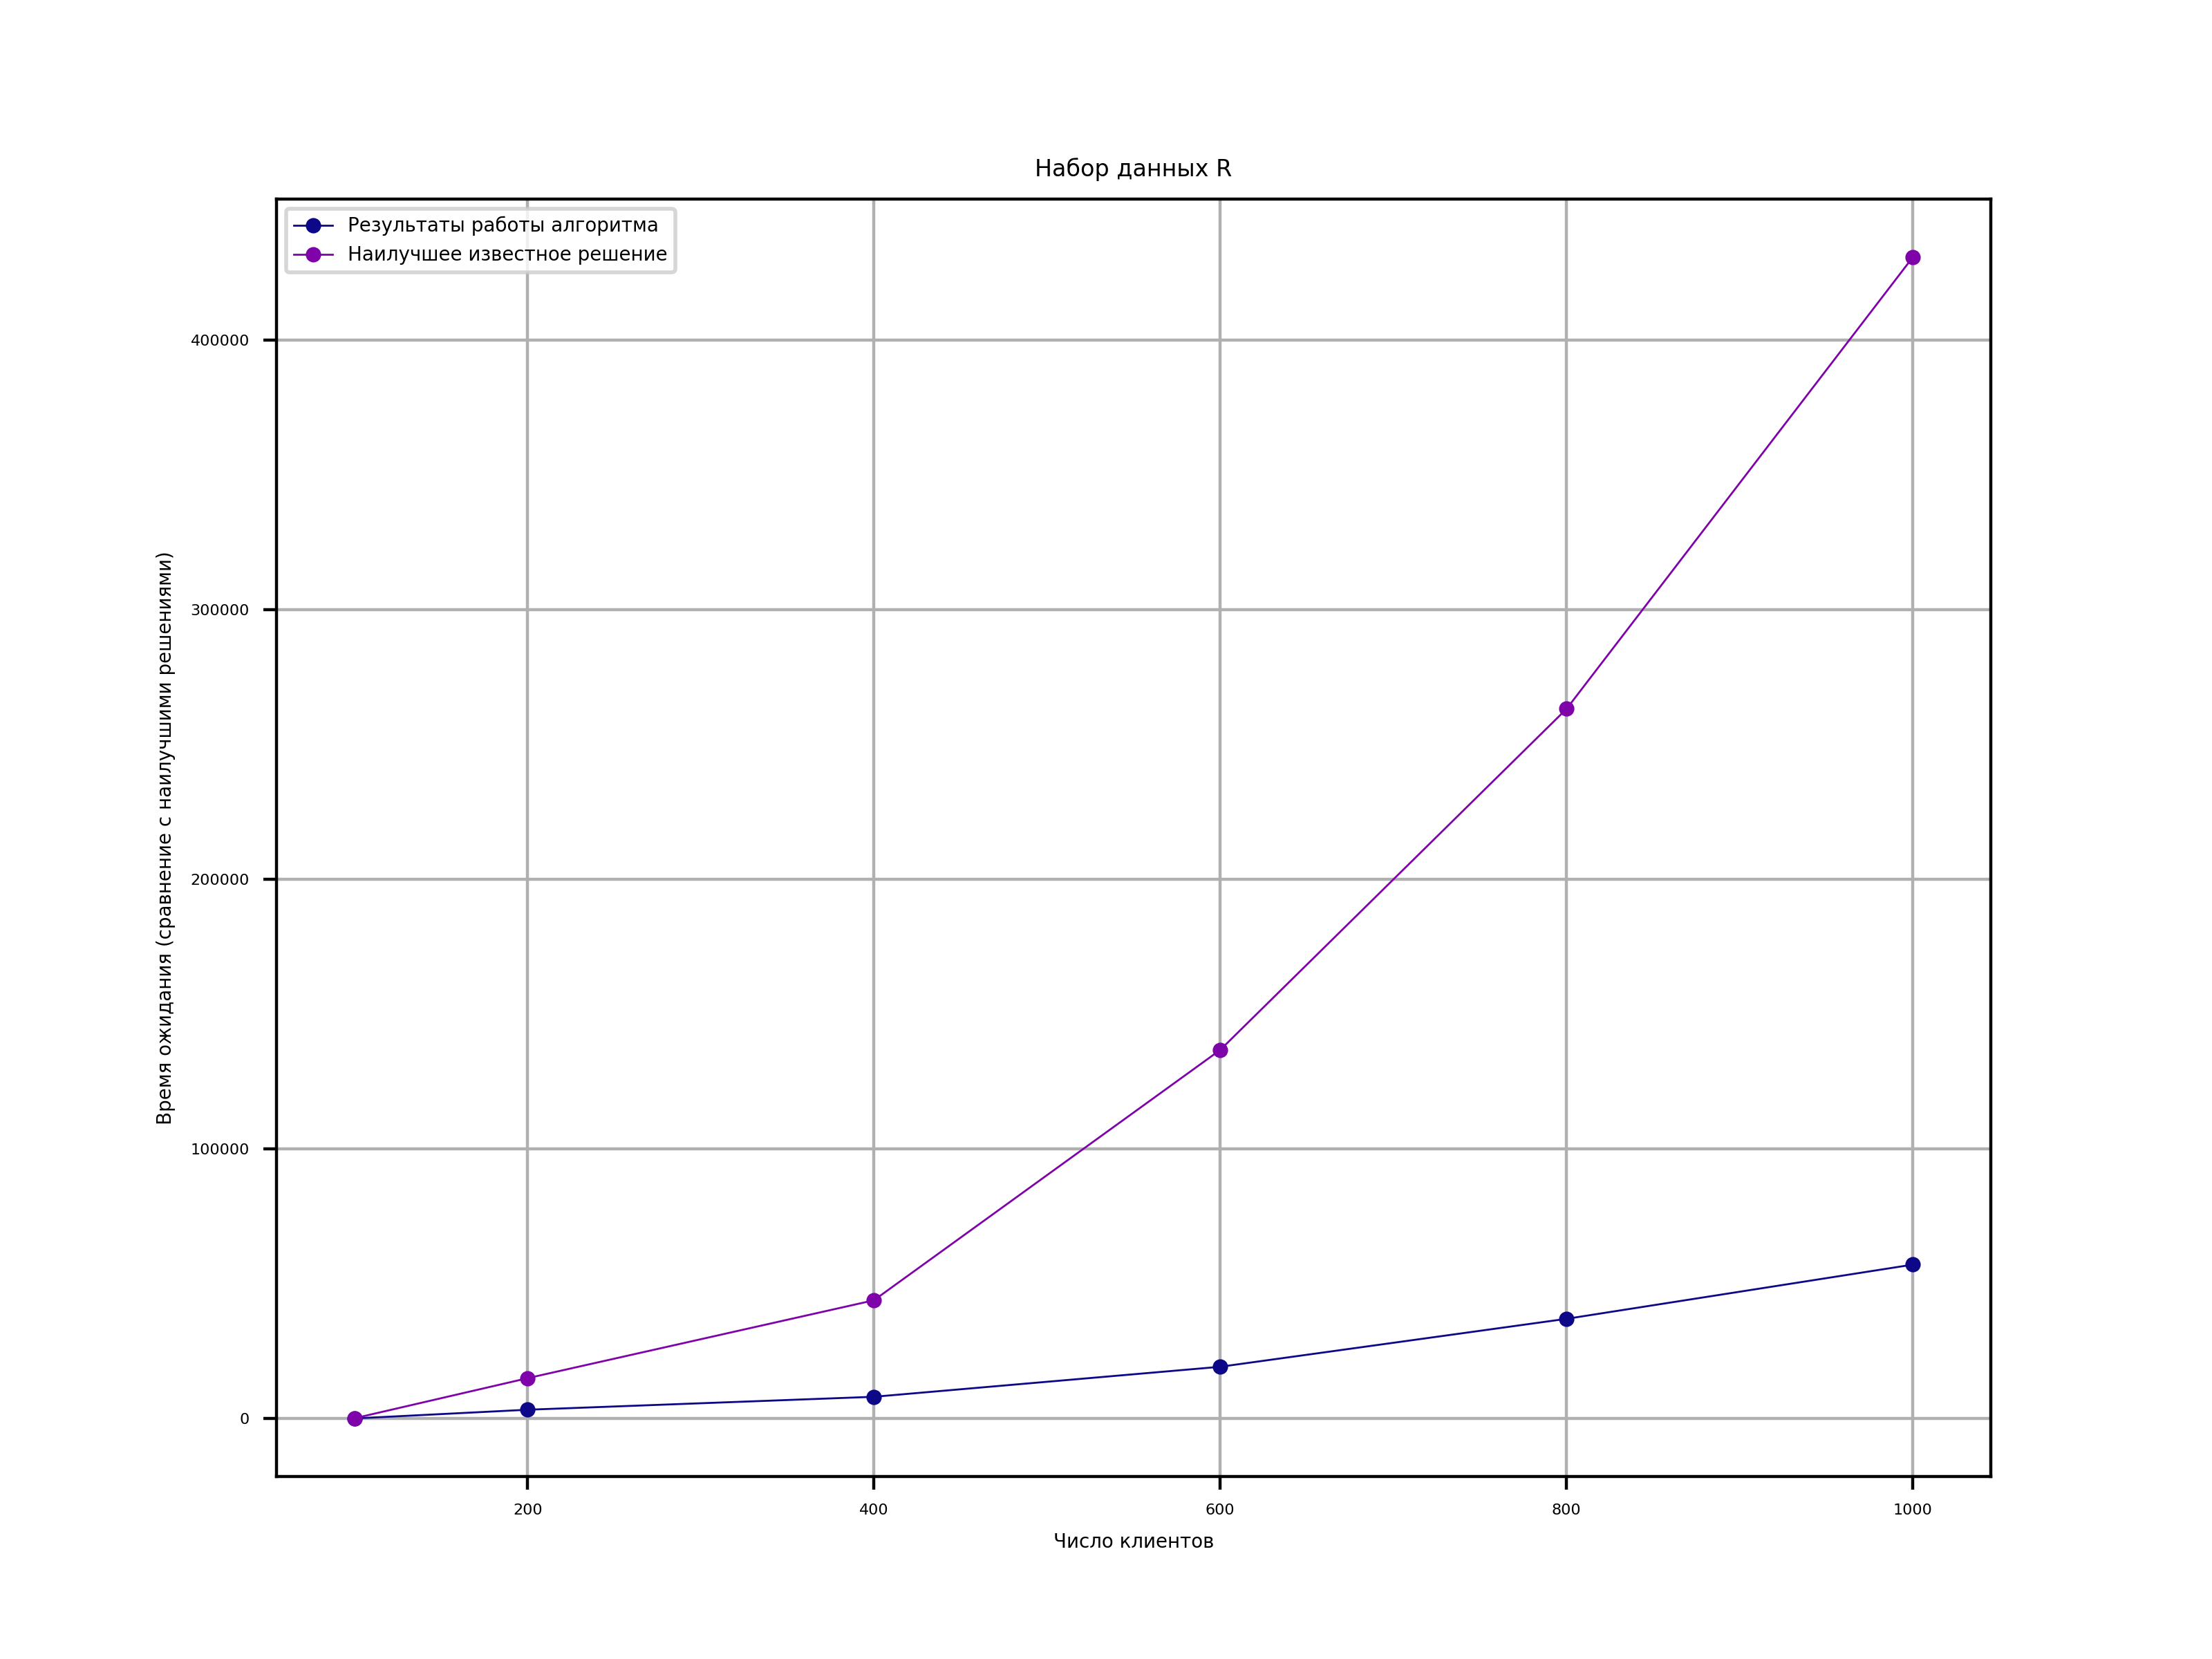 Набор данных R
Результаты работы алгоритма
Наилучшее известное решение
Время ожидания (сравнение с наилучшими решениями)
400000
300000
200000
100000
0
200
400
600
800
1000
Число клиентов